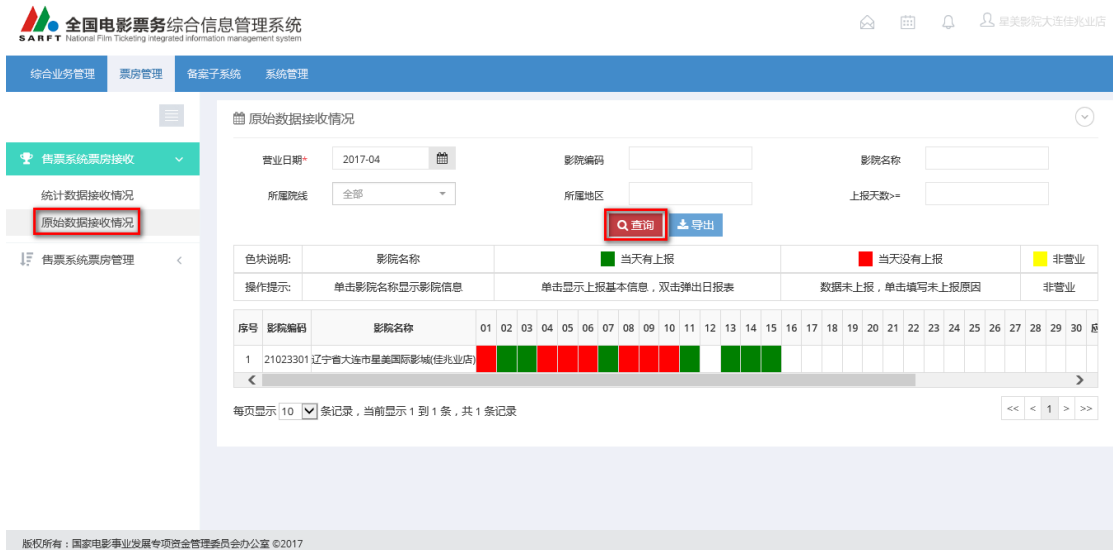 全国电影票务综合信息管理系统
SARFT National Film Ticketing integrated information management system
星美影院大连佳兆业店
综合业务管理 票房管理 备案子系统 系统管理
原始数据接收情况
售票系统票房接收
统计数据接收情况
原始数据接收情况
售票系统票房管理
营业日期* 2017-04 影院编码 影院名称
所属院线 全部 所属地区 上报天数>=
查询 导出
色块说明: 影院名称 当天有上报 当天没有上报 非营业
操作提示: 单击影院名称显示影院信息 单击显示上报基本信息，双击弹出日报表 数据未上报，单击填写未上报原因 非营业
序号 影院编码 影院名称 01 02 03 04 05 06 07 08 09 10 11 12 13 14 15 16 17 18 19 20 21 22 23 24 25 26 27 28 29 30
1 21023301 辽宁省大连市星美国际影城(佳兆业店)
每页显示 10 条记录，当前显示 1 到 1 条，共 1 条记录
<< < 1 > >>
版权所有：国家电影事业发展专项资金管理委员会办公室 ©2017